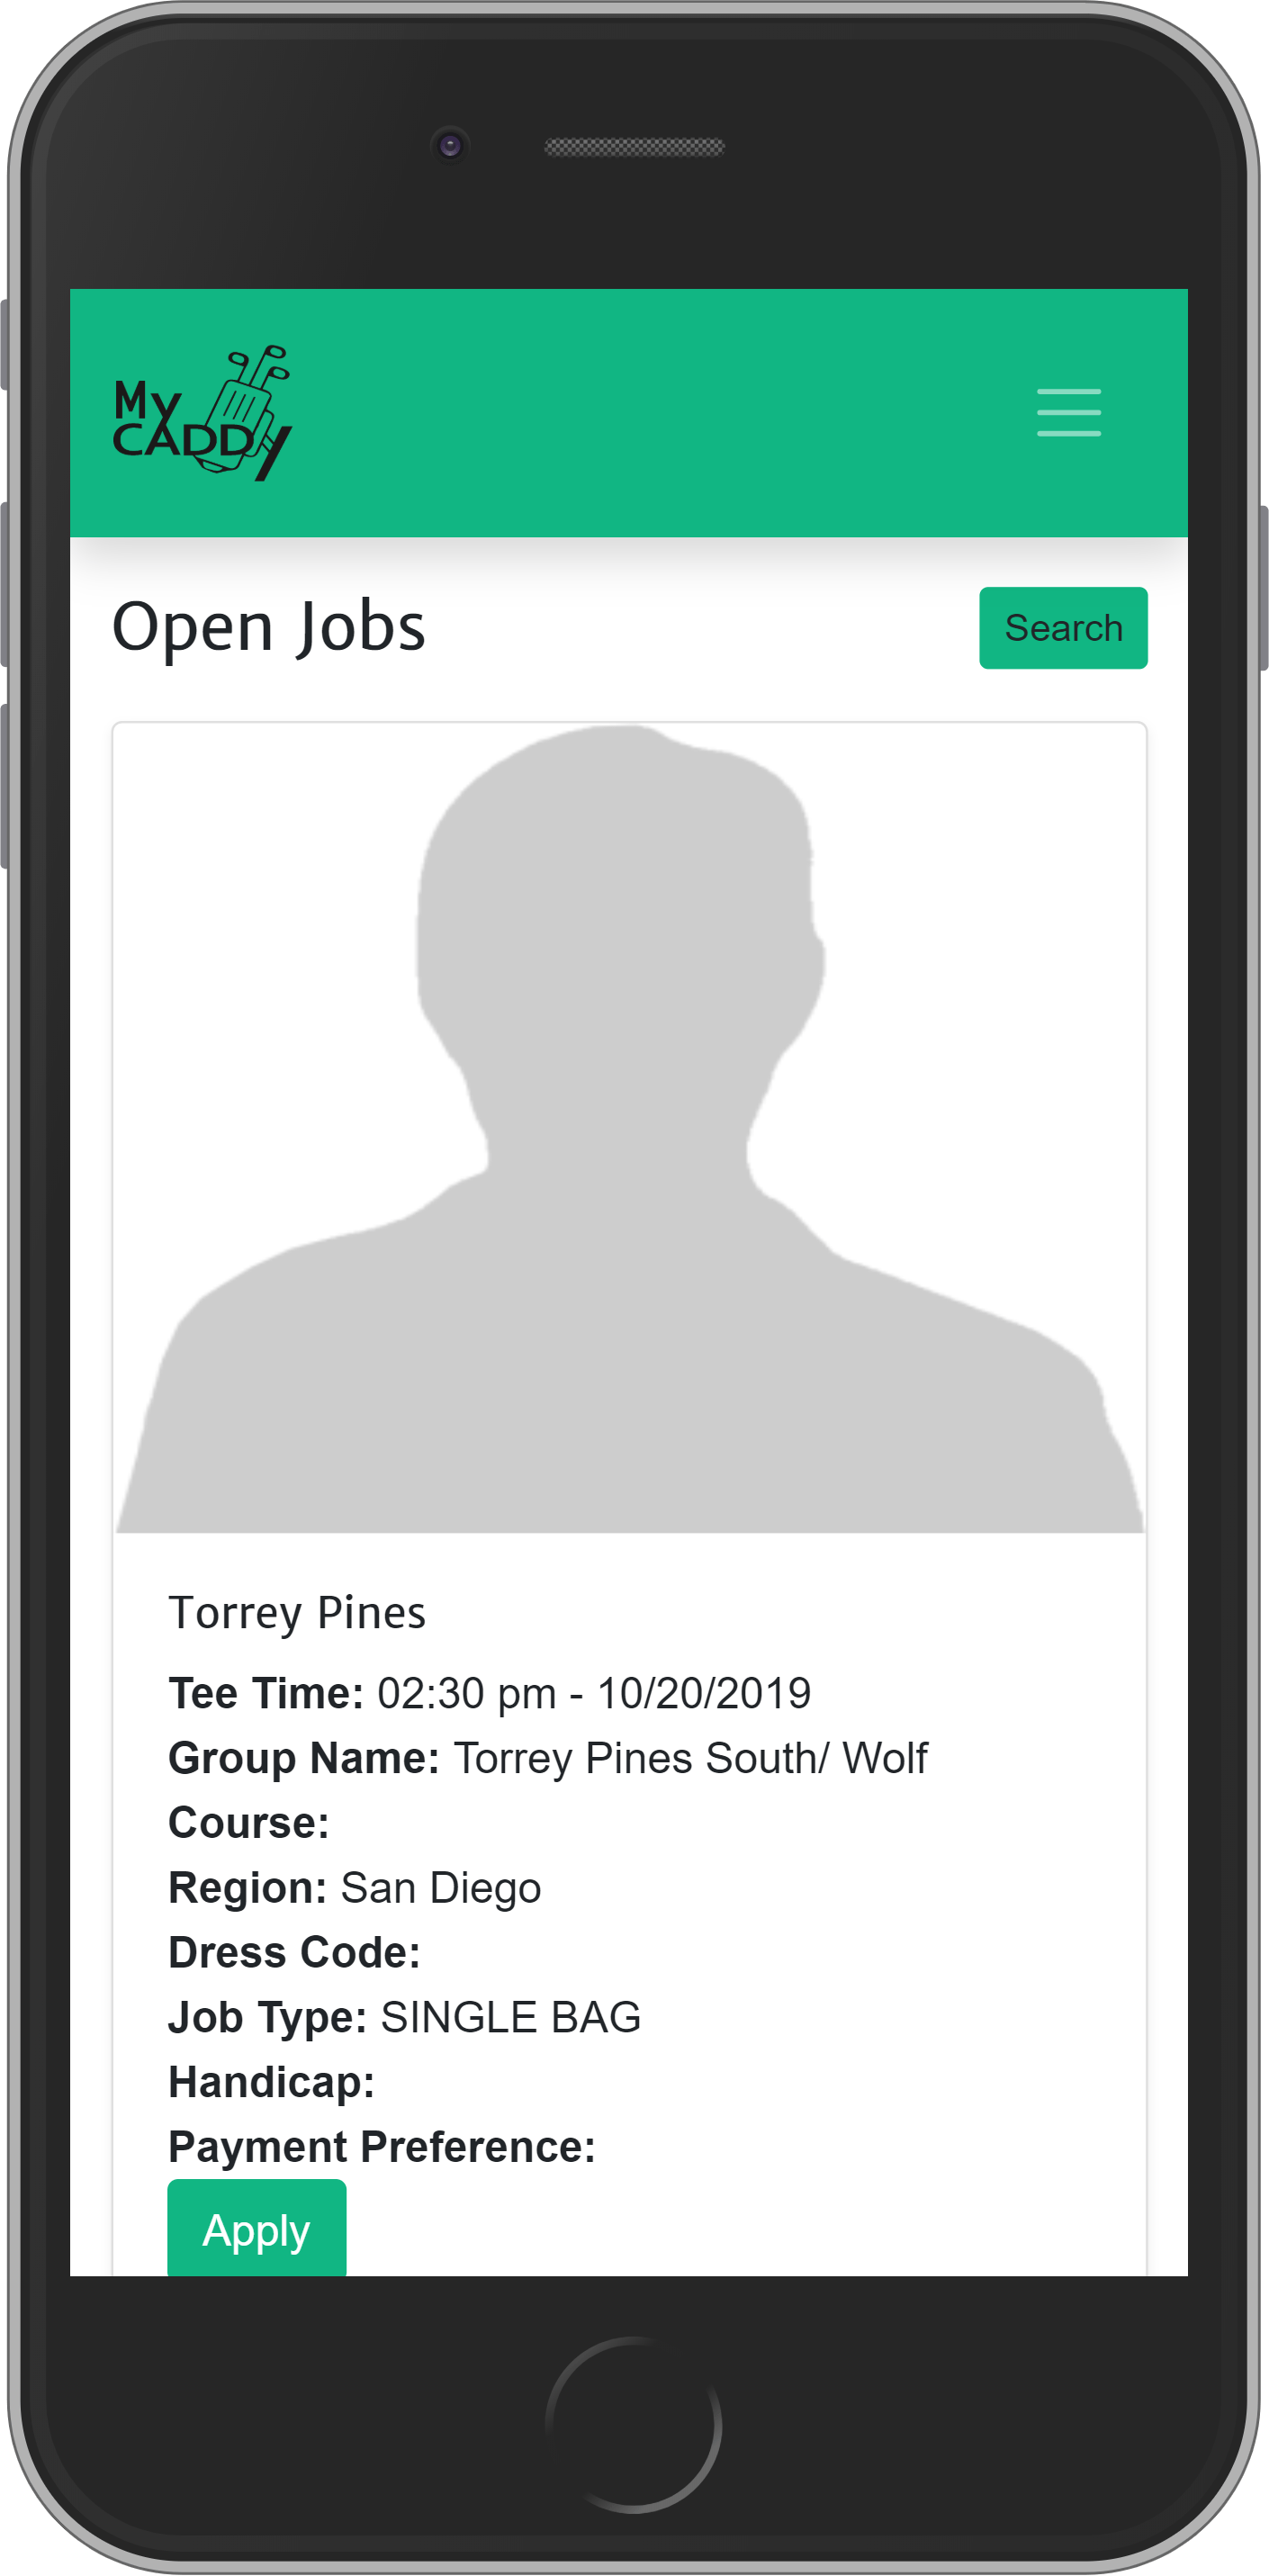 My
CADDY
Open Jobs
Search
Torrey Pines
Tee Time: 02:30 pm - 10/20/2019
Group Name: Torrey Pines South/ Wolf
Course:
Region: San Diego
Dress Code:
Job Type: SINGLE BAG
Handicap:
Payment Preference:
Apply